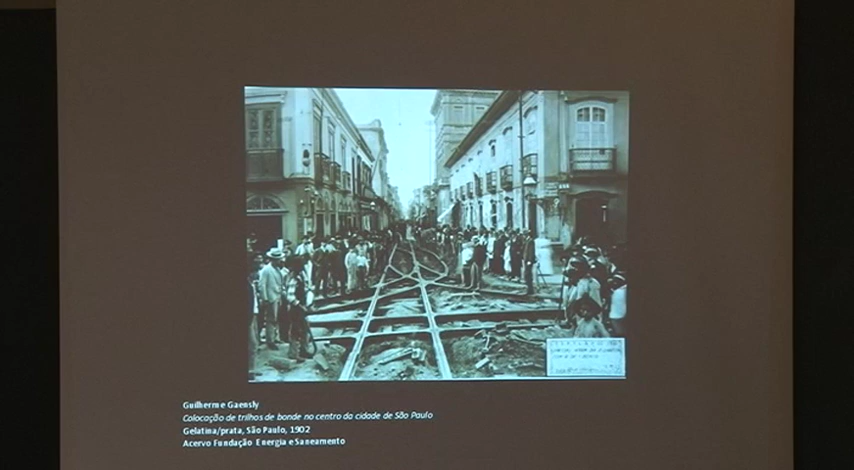 Guilherme Gaensly
Colocação de trilhos de bonde no centro da cidade de São Paulo
Gelatina/prata, São Paulo, 1902
Acervo Fundação Energia e Saneamento